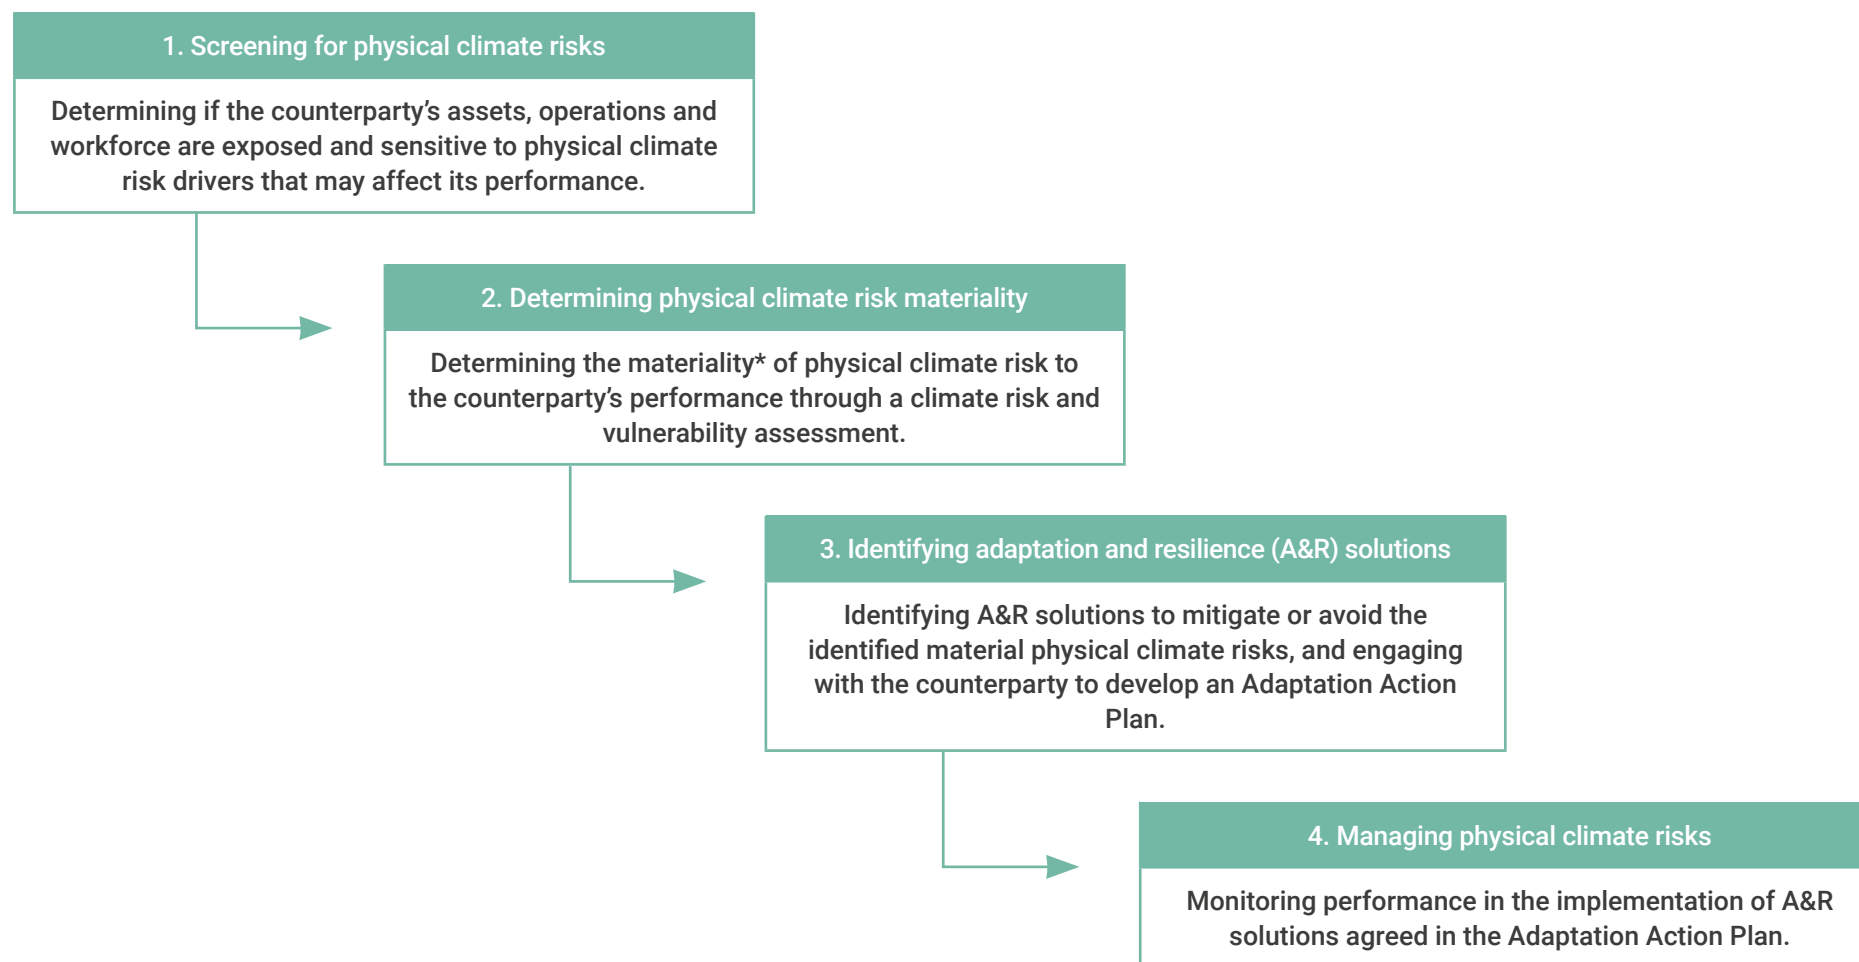 1. Screening for physical climate risks
Determining if the counterparty’s assets, operations and
workforce are exposed and sensitive to physical climate
risk drivers that may affect its performance.
2. Determining physical climate risk materiality
Determining the materiality* of physical climate risk to
the counterparty’s performance through a climate risk and
vulnerability assessment.
3. Identifying adaptation and resilience (A&R) solutions
Identifying A&R solutions to mitigate or avoid the
identified material physical climate risks, and engaging
with the counterparty to develop an Adaptation Action
Plan.
4. Managing physical climate risks
Monitoring performance in the implementation of A&R
solutions agreed in the Adaptation Action Plan.